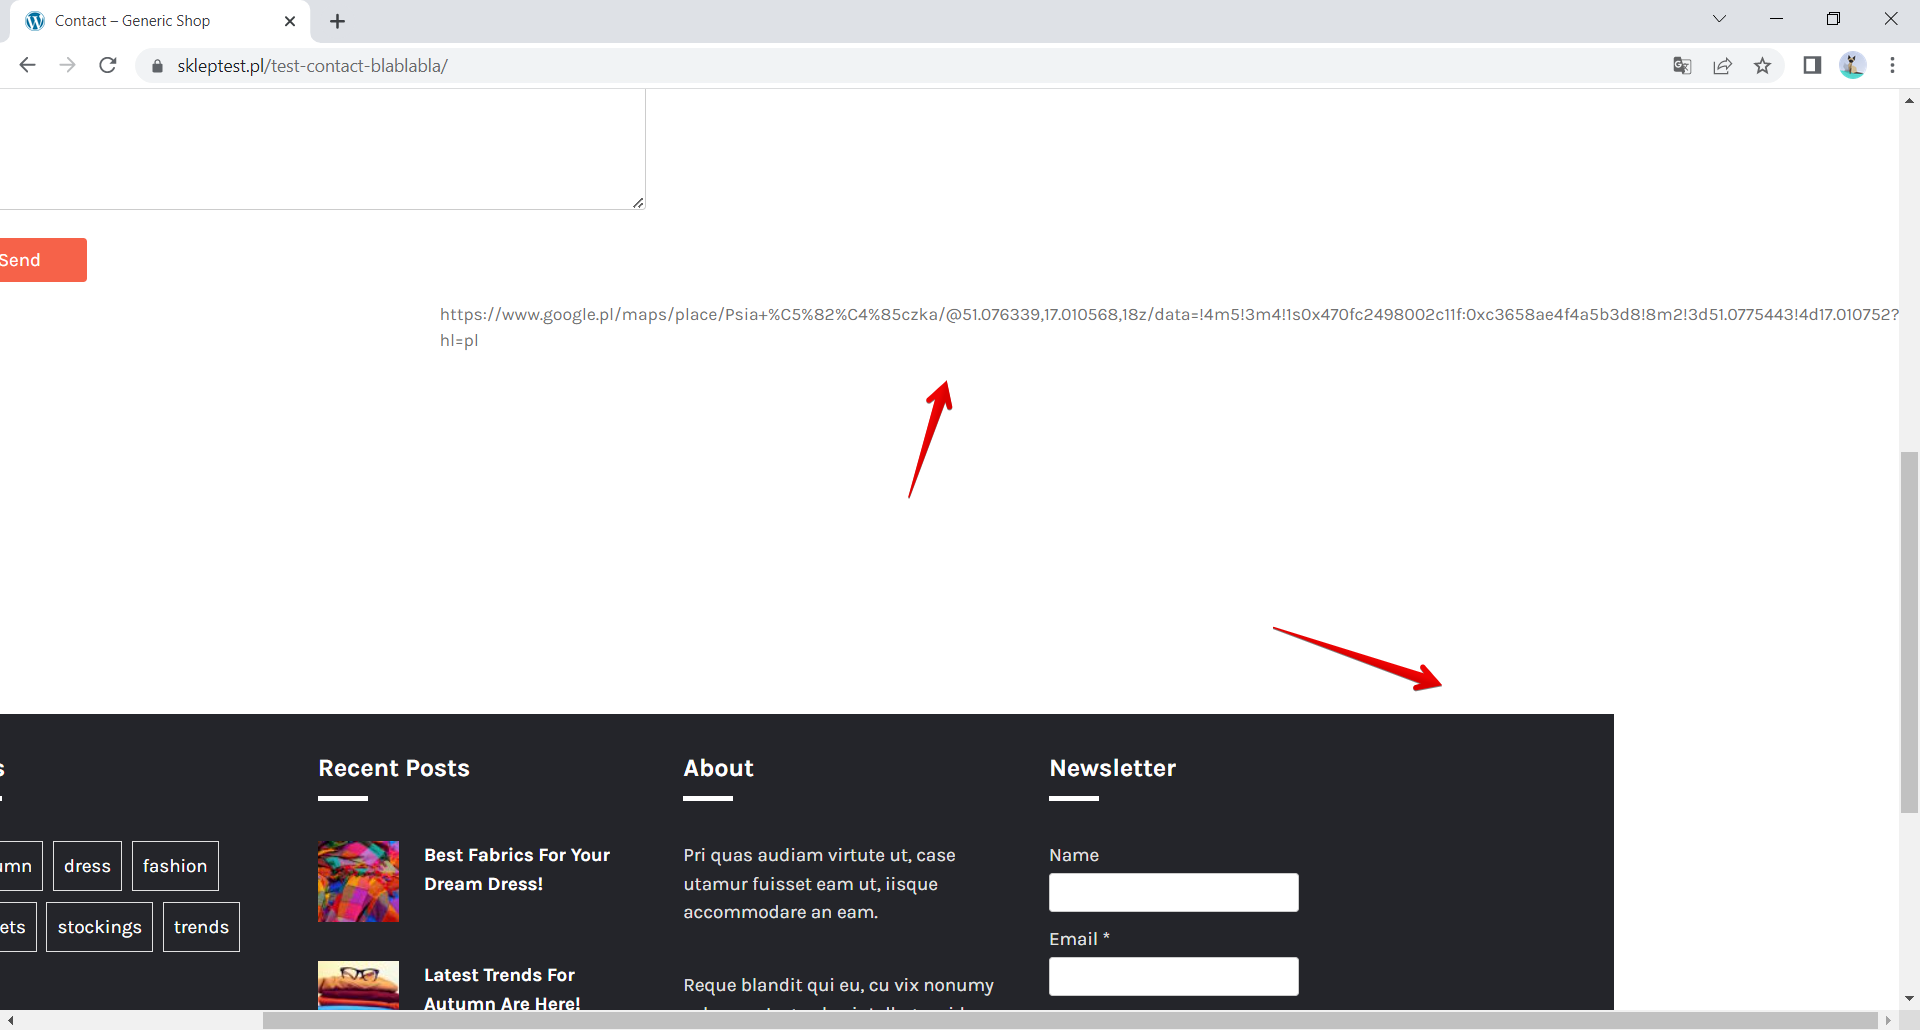 Contact – Generic Shop
skleptest.pl/test-contact-blablabla/
Send
https://www.google.pl/maps/place/Psia+%C5%82%C4%85czka/@51.076339,17.010568,18z/data=!4m5!3m4!1s0x470fc2498002c11f:0xc3658ae4f4a5b3d8!8m2!3d51.0775443!4d17.010752?
hl=pl
s
Recent Posts
About
Newsletter
umn
dress
fashion
ets
stockings
trends
Best Fabrics For Your
Dream Dress!
Latest Trends For
Autumn Are Here!
Pri quas audiam virtute ut, case
utamur fuisset eam ut, iisque
accommodare an eam.
Reque blandit qui eu, cu vix nonumy
Name
Email *